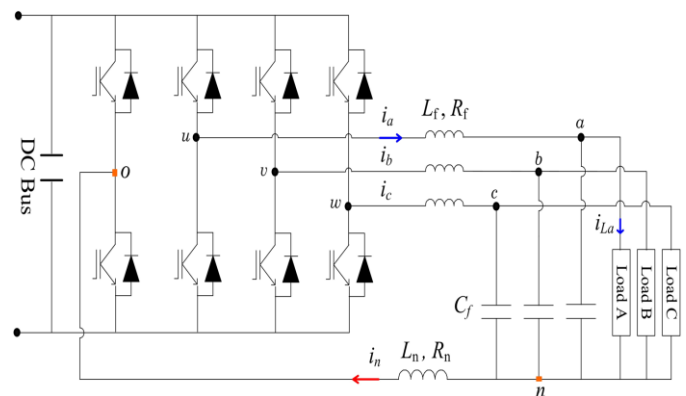 DC Bus
o
u
v
w
i_a
i_b
i_c
L_f, R_f
a
b
c
i_La
Load A
Load B
Load C
C_f
i_n
L_n, R_n
n